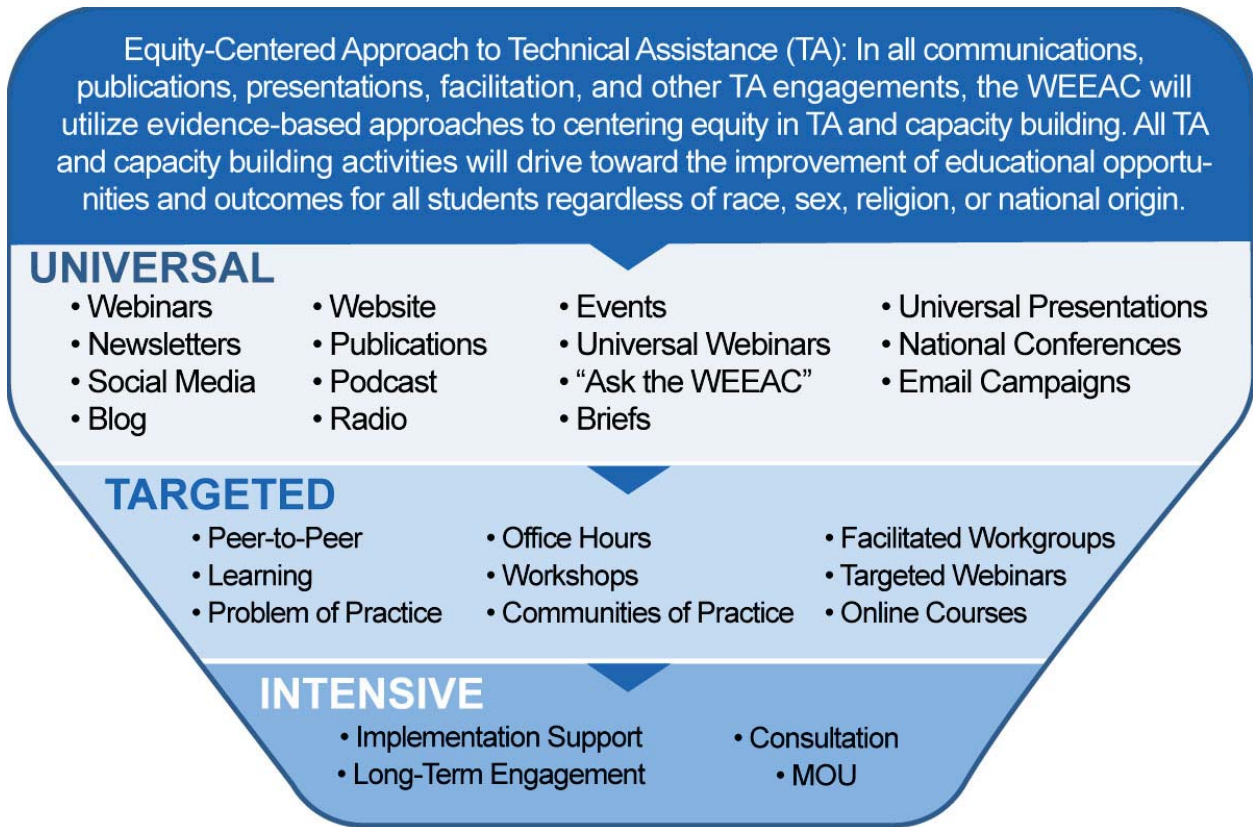 Equity-Centered Approach to Technical Assistance (TA): In all communications,
publications, presentations, facilitation, and other TA engagements, the WEEAC will
utilize evidence-based approaches to centering equity in TA and capacity building. All TA
and capacity building activities will drive toward the improvement of educational opportu-
nities and outcomes for all students regardless of race, sex, religion, or national origin.
UNIVERSAL
• Webinars
• Newsletters
• Social Media
• Blog
• Website
• Publications
• Podcast
• Radio
• Events
• Universal Webinars
• “Ask the WEEAC”
• Briefs
• Universal Presentations
• National Conferences
• Email Campaigns
TARGETED
• Peer-to-Peer
• Learning
• Problem of Practice
• Office Hours
• Workshops
• Communities of Practice
• Facilitated Workgroups
• Targeted Webinars
• Online Courses
INTENSIVE
• Implementation Support
• Long-Term Engagement
• Consultation
• MOU